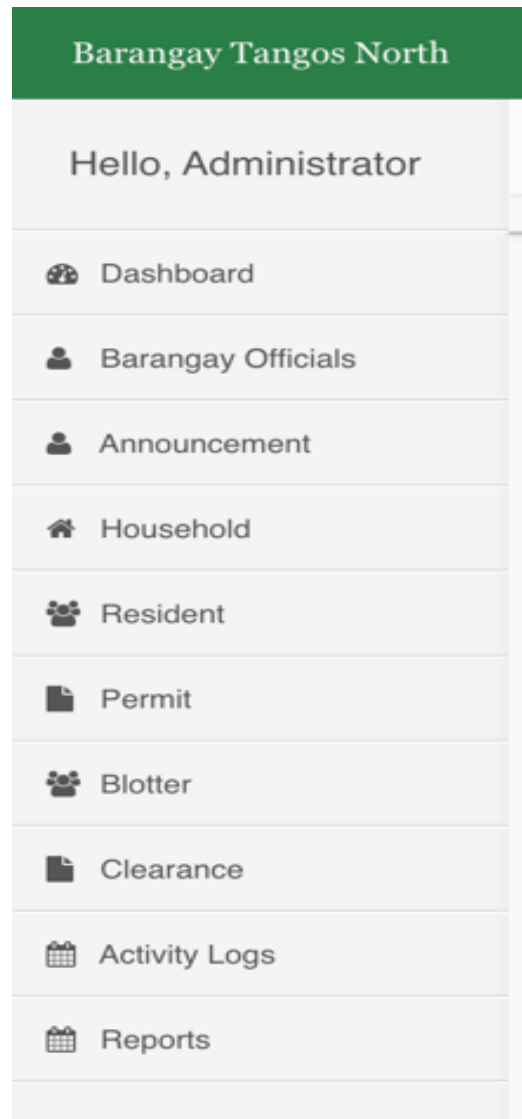 Barangay Tangos North
Hello, Administrator
Dashboard
Barangay Officials
Announcement
Household
Resident
Permit
Blotter
Clearance
Activity Logs
Reports